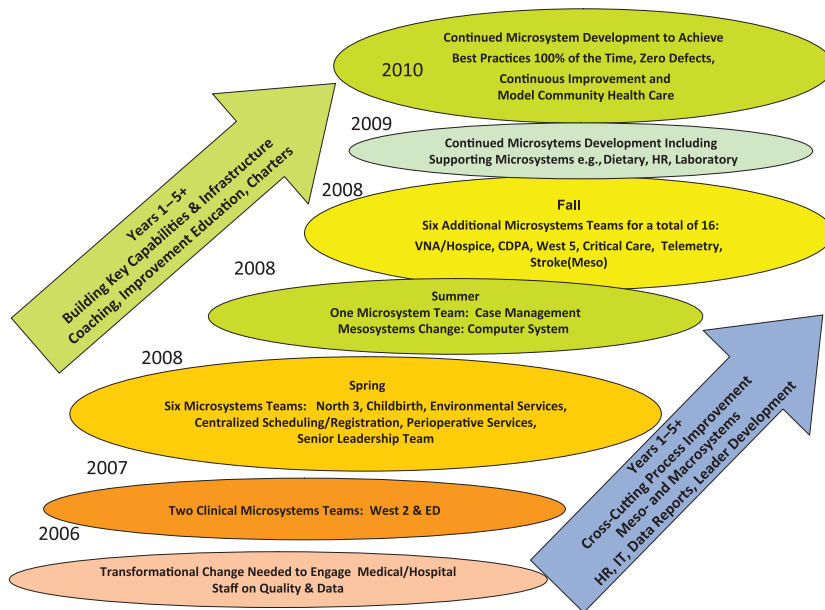 2010
Continued Microsystem Development to Achieve
Best Practices 100% of the Time, Zero Defects,
Continuous Improvement and
Model Community Health Care
2009
Continued Microsytems Development Including
Supporting Microsystems e.g., Dietary, HR, Laboratory
2008
Fall
Six Additional Microsystems Teams for a total of 16:
VNA/Hospice, CDPA, West 5, Critical Care, Telemetry,
Stroke(Meso)
2008
Summer
One Microsystem Team: Case Management
Mesosystems Change: Computer System
2008
Spring
Six Microsystems Teams: North 3, Childbirth, Environmental Services,
Centralized Scheduling/Registration, Perioperative Services,
Senior Leadership Team
2007
Two Clinical Microsystems Teams: West 2 & ED
2006
Transformational Change Needed to Engage Medical/Hospital
Staff on Quality & Data
Years 1–5+
Building Key Capabilities & Infrastructure
Coaching, Improvement Education, Charters
Years 1–5+
Cross-Cutting Process Improvement
Meso- and Macrosystems
HR, IT, Data Reports, Leader Development